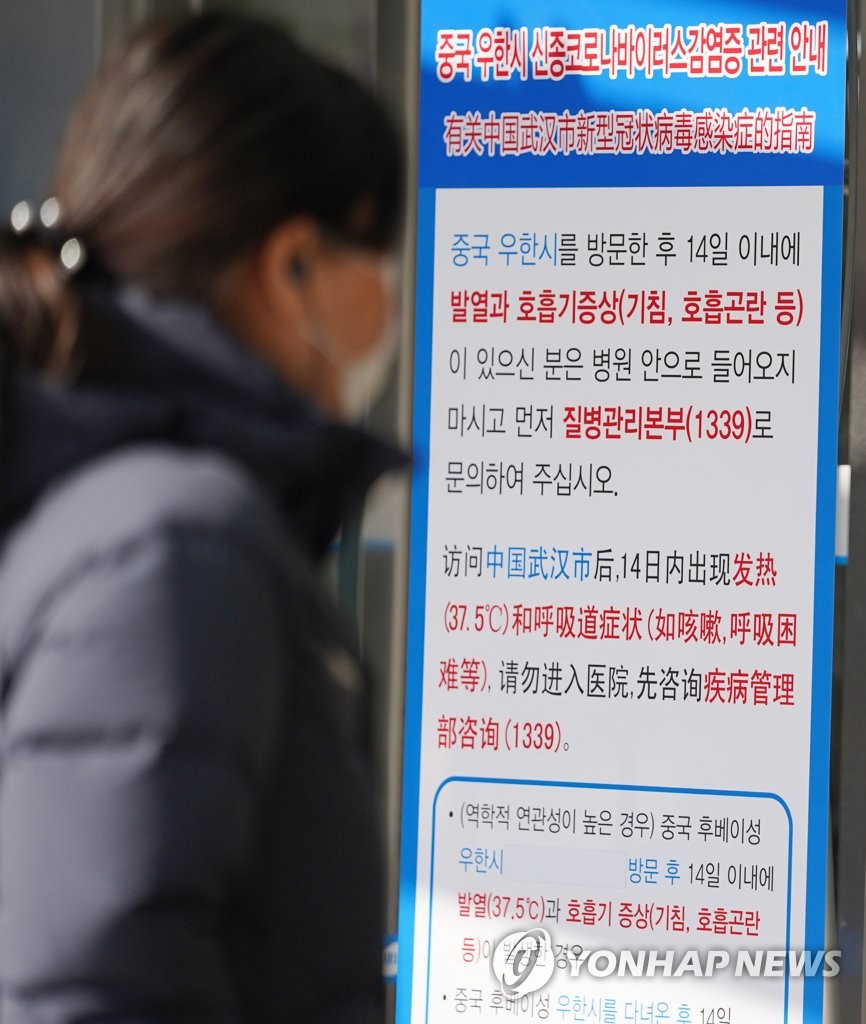 중국 우한시 신종코로나바이러스감염증 관련 안내
有关中国武汉市新型冠状病毒感染症的指南
중국 우한시를 방문한 후 14일 이내에
발열과 호흡기증상(기침, 호흡곤란 등)
이 있으신 분은 병원 안으로 들어오지
마시고 먼저 질병관리본부(1339)로
문의하여 주십시오.
访问中国武汉市后,14日内出现发热
(37.5℃)和呼吸道症状(如咳嗽,呼吸困
难等), 请勿进入医院,先咨询疾病管理
部咨询(1339)。
• (역학적 연관성이 높은 경우) 중국 후베이성
우한시 방문 후 14일 이내에
발열(37.5℃)과 호흡기 증상(기침, 호흡곤란
등)이 발생한 경우
• 중국 후베이성 우한시를 다녀온 후 14일
YONHAP NEWS